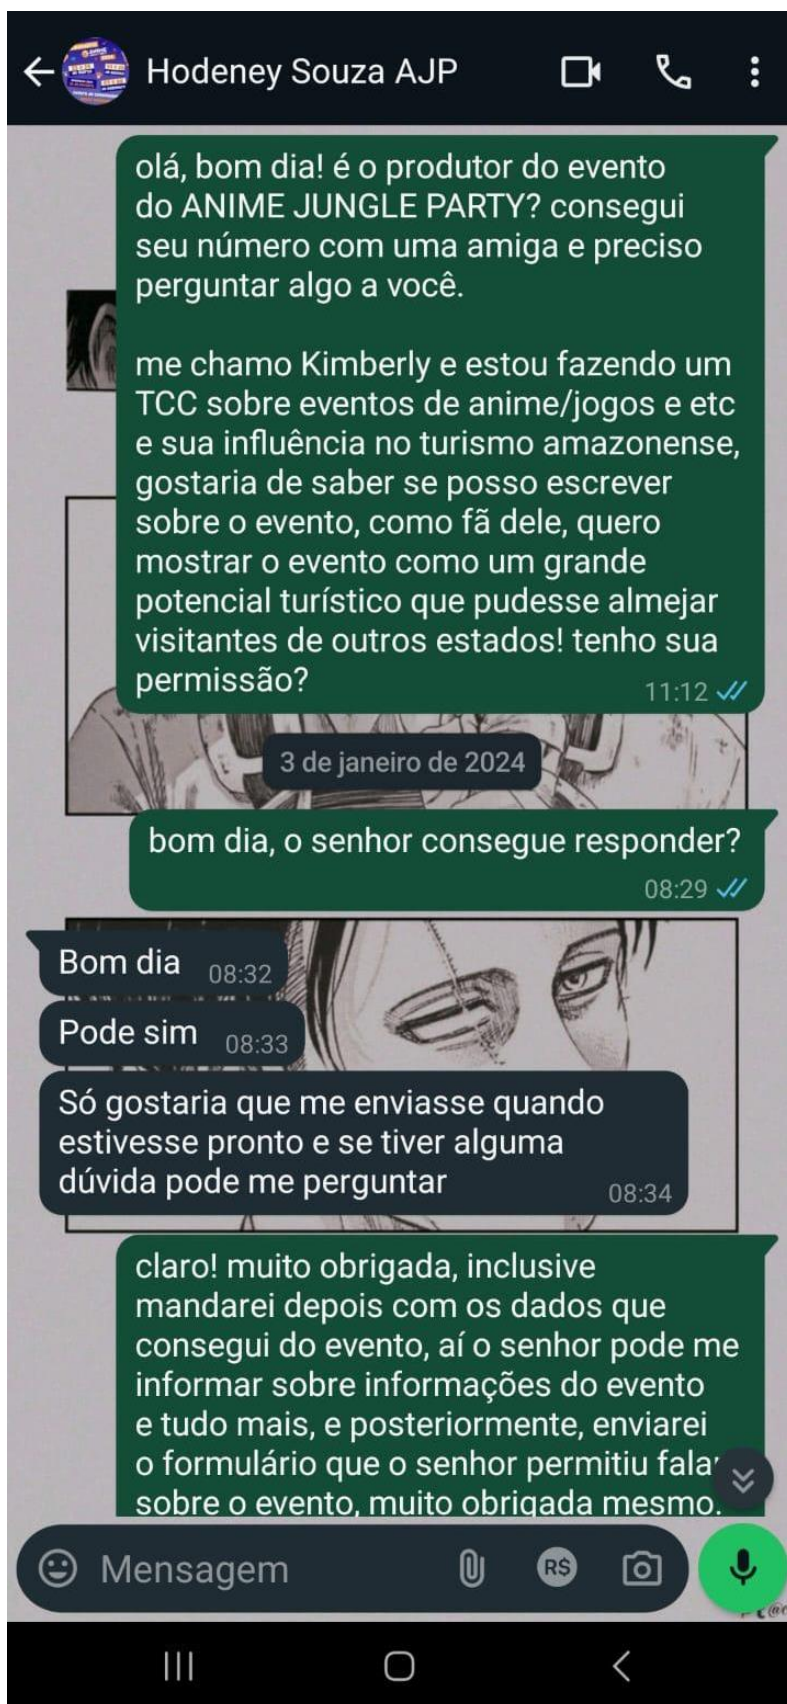 Hodeney Souza AJP
olá, bom dia! é o produtor do evento
do ANIME JUNGLE PARTY? consegui
seu número com uma amiga e preciso
perguntar algo a você.
me chamo Kimberly e estou fazendo um
TCC sobre eventos de anime/jogos e etc
e sua influência no turismo amazonense,
gostaria de saber se posso escrever
sobre o evento, como fã dele, quero
mostrar o evento como um grande
potencial turístico que pudesse almejar
visitantes de outros estados! tenho sua
permissão?
11:12
3 de janeiro de 2024
bom dia, o senhor consegue responder?
08:29
Bom dia 08:32
Pode sim 08:33
Só gostaria que me enviasse quando
estivesse pronto e se tiver alguma
dúvida pode me perguntar
08:34
claro! muito obrigada, inclusive
mandarei depois com os dados que
consegui do evento, aí o senhor pode me
informar sobre informações do evento
e tudo mais, e posteriormente, enviarei
o formulário que o senhor permitiu falar
sobre o evento, muito obrigada mesmo.
Mensagem R$